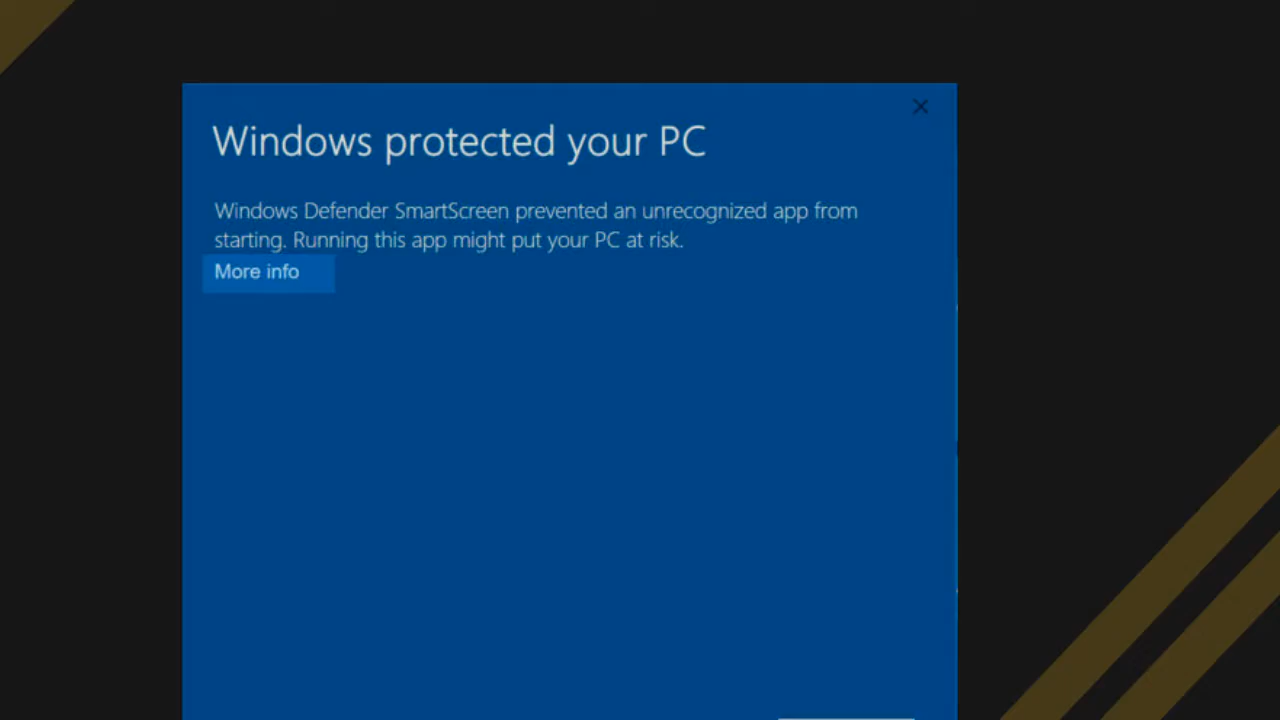 Windows protected your PC
Windows Defender SmartScreen prevented an unrecognized app from
starting. Running this app might put your PC at risk.
More info